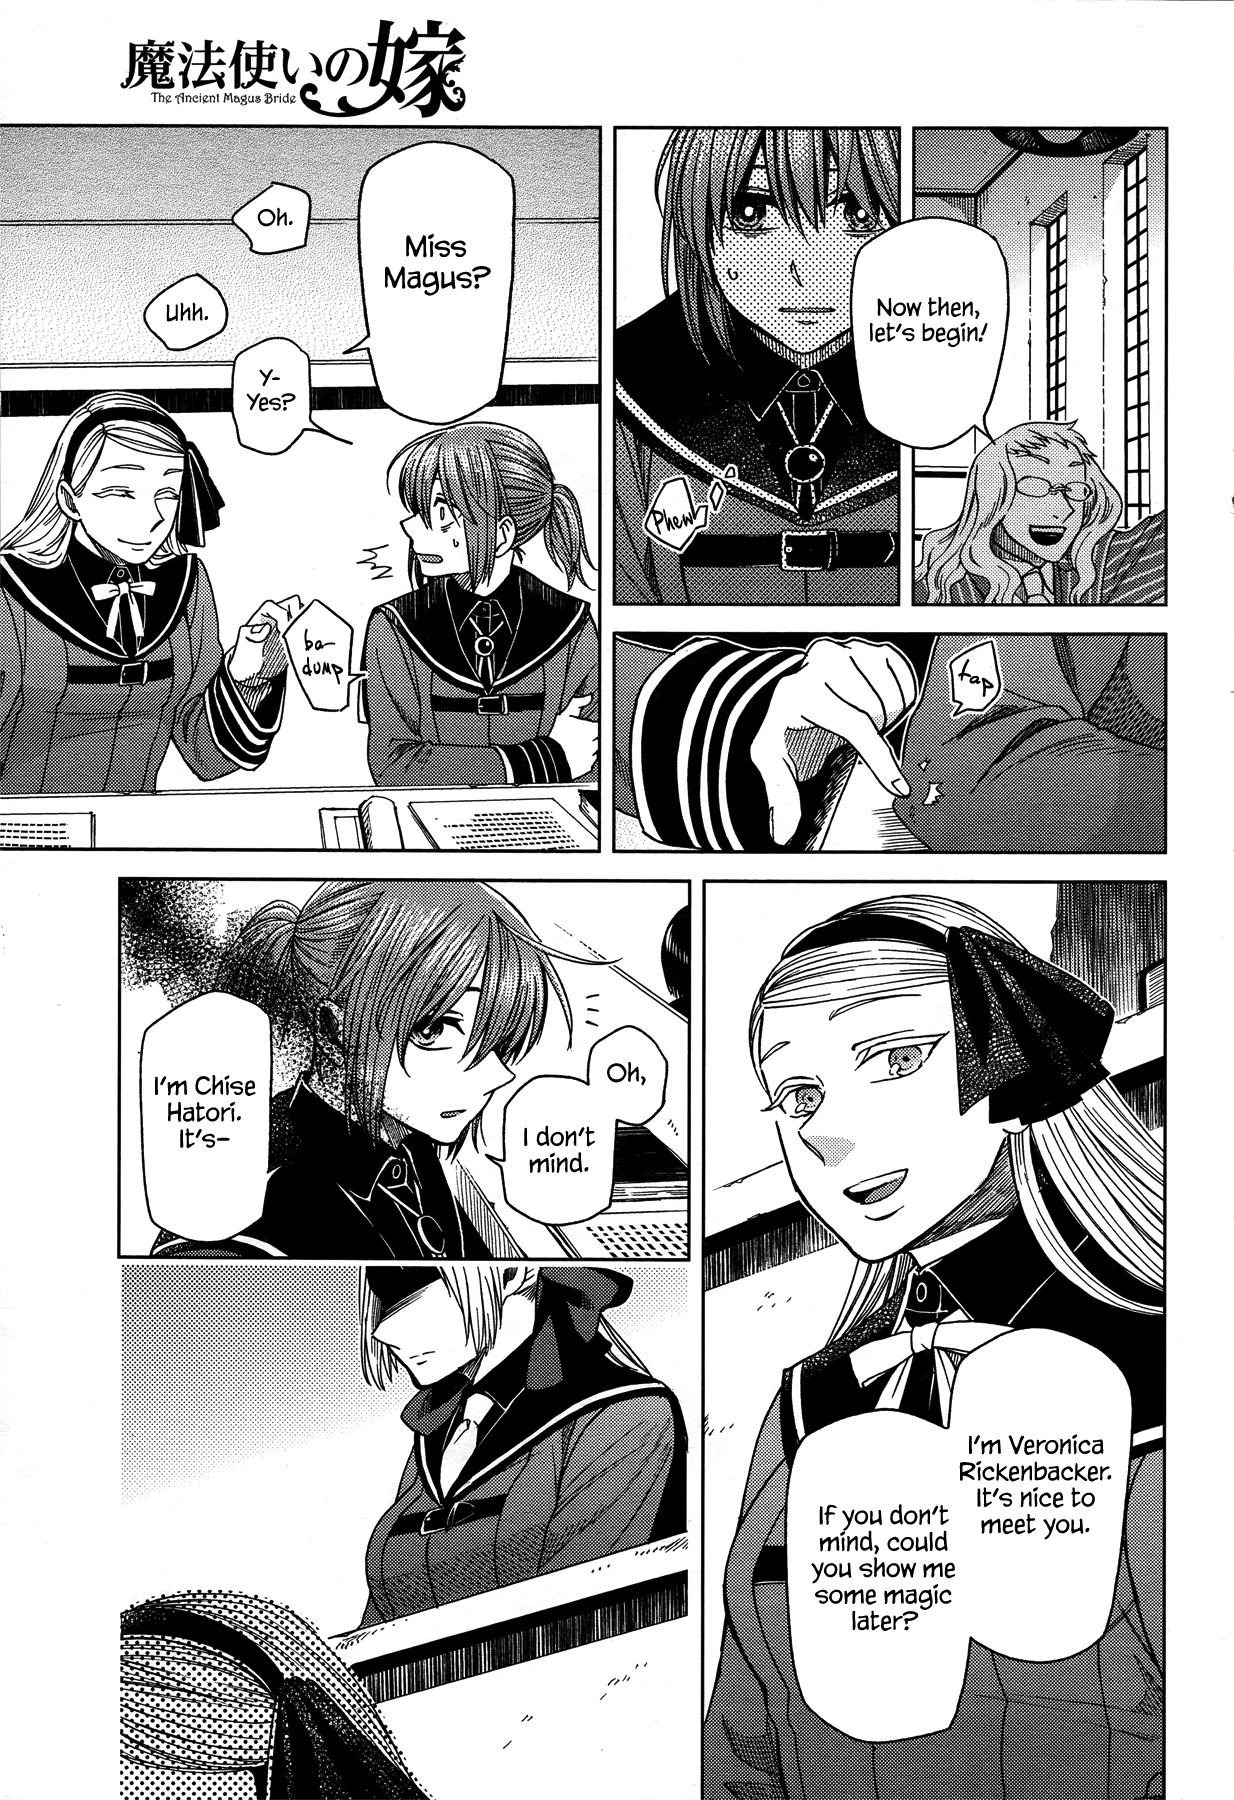 魔法使いの嫁
The Ancient Magus Bride
Now then,
let's begin!
Phew
tap
Miss
Magus?
Y-
Yes?
Uhh.
Oh.
ba-
dump
I'm Veronica
Rickenbacker.
It's nice to
meet you.
If you don't
mind, could
you show me
some magic
later?
Oh,
I don't
mind.
I'm Chise
Hatori.
It's–